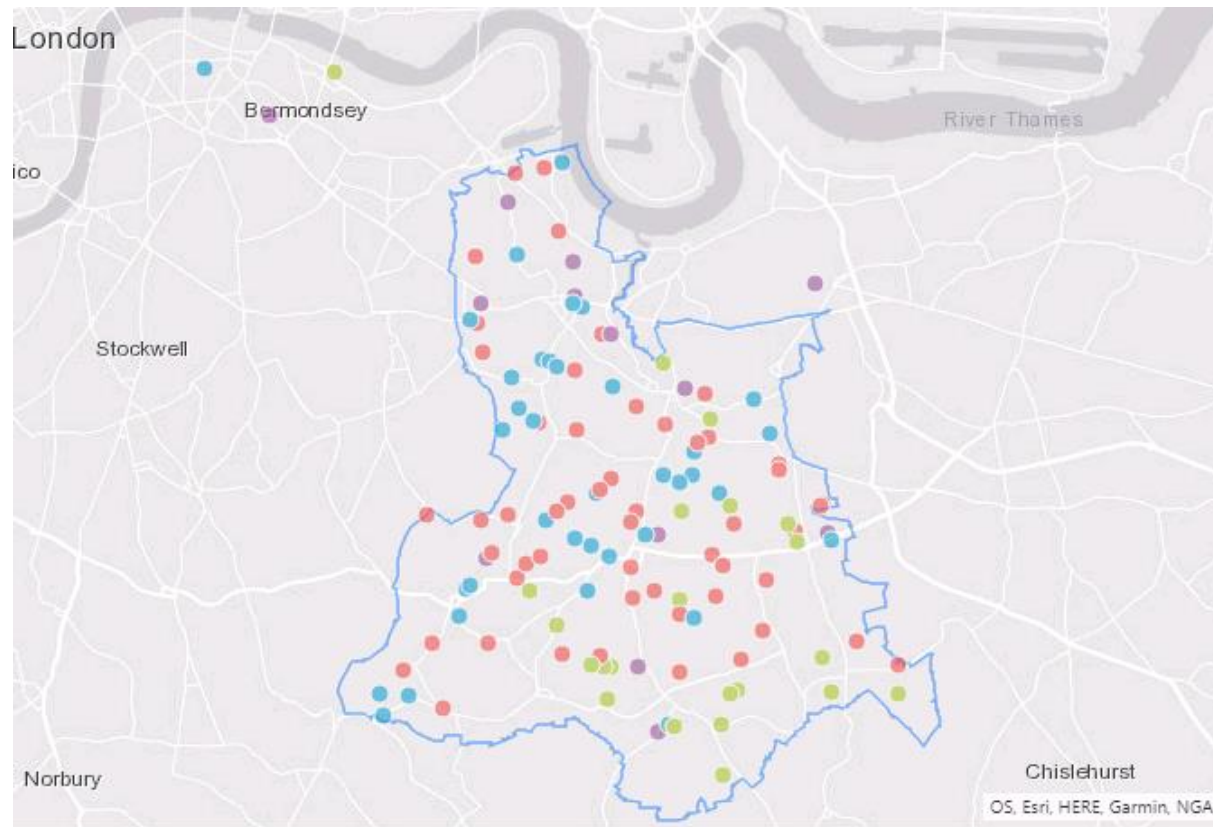 London
Bermondsey
River Thames
ico
Stockwell
Norbury
Chislehurst
OS, Esri, HERE, Garmin, NGA